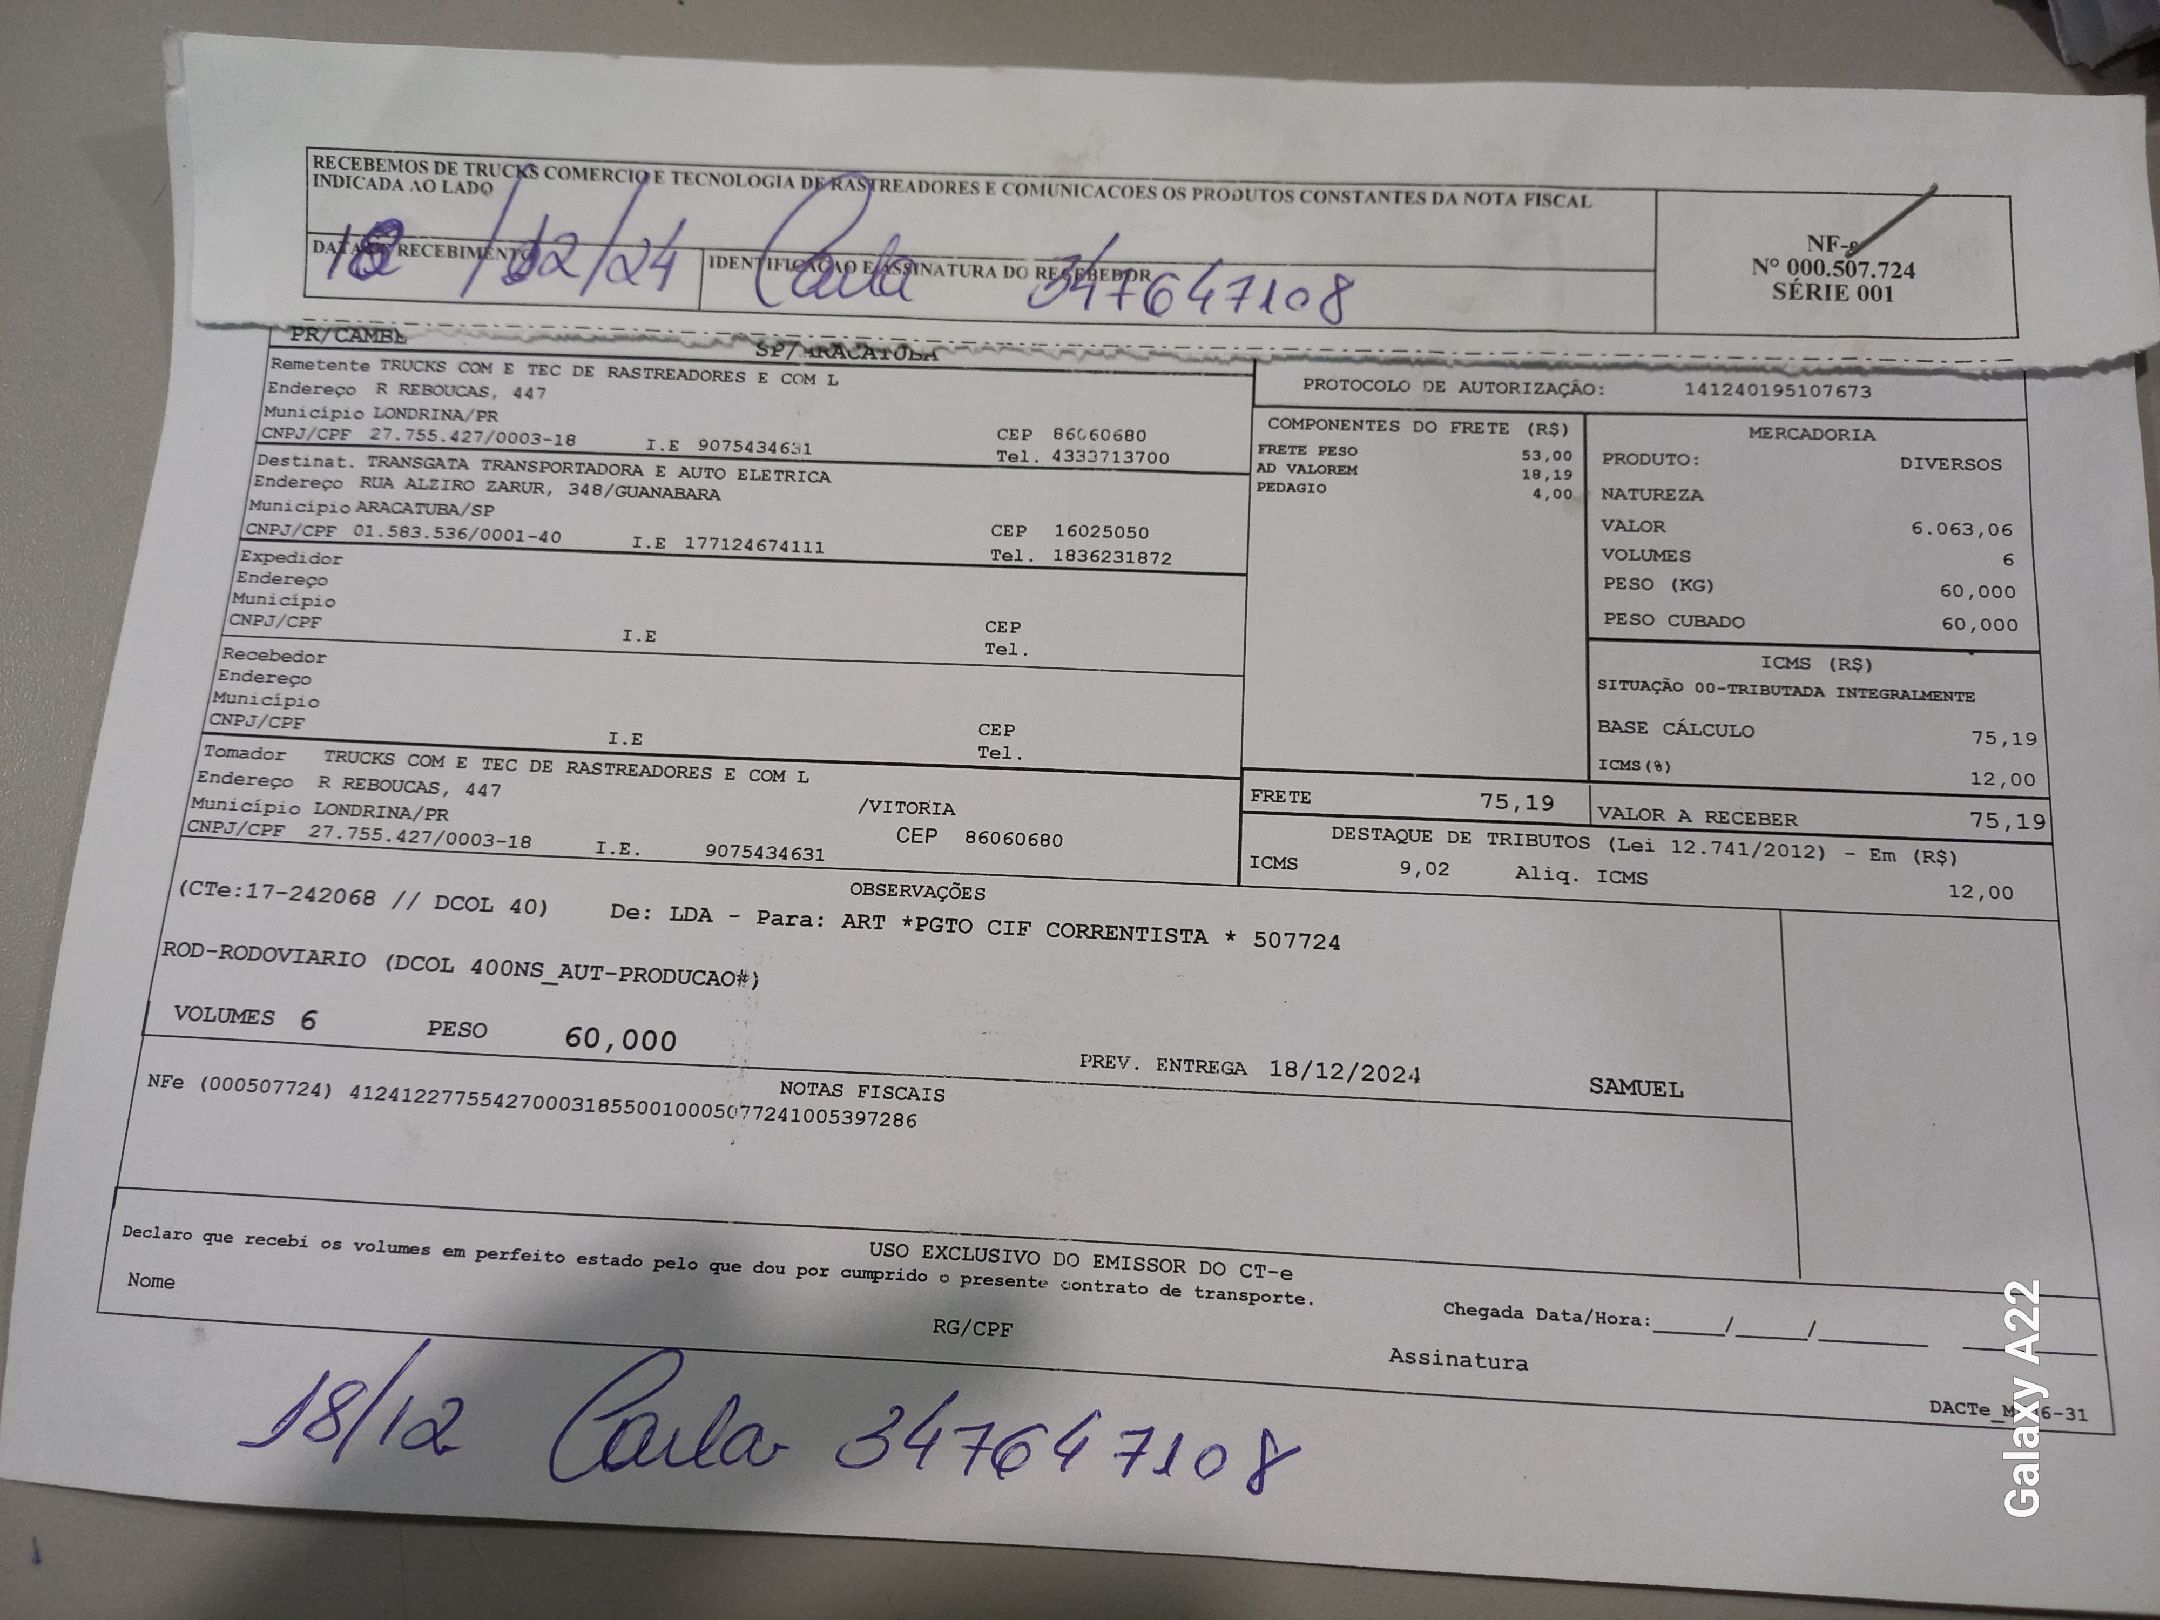 RECEBEMOS DE TRUCKS COMERCIO E TECNOLOGIA DE RASTREADORES E COMUNICACOES OS PRODUTOS CONSTANTES DA NOTA FISCAL
INDICADA AO LADO
DATA DE RECEBIMENTO
18/12/24
IDENTIFICAÇAO E ASSINATURA DO RECEBEDOR
Carla 347647108
NF-e
Nº 000.507.724
SÉRIE 001
PR/CAMBE
SP/ARACATUBA
Remetente TRUCKS COM E TEC DE RASTREADORES E COM L
Endereço R REBOUCAS, 447
Município LONDRINA/PR
CEP 86060680
CNPJ/CPF 27.755.427/0003-18 I.E 9075434631
Tel. 4333713700
Destinat. TRANSGATA TRANSPORTADORA E AUTO ELETRICA
Endereço RUA ALZIRO ZARUR, 348/GUANABARA
Município ARACATUBA/SP
CEP 16025050
CNPJ/CPF 01.583.536/0001-40 I.E 177124674111
Tel. 1836231872
Expedidor
Endereço
Município
CEP
CNPJ/CPF I.E
Tel.
Recebedor
Endereço
Município
CEP
CNPJ/CPF I.E
Tel.
Tomador TRUCKS COM E TEC DE RASTREADORES E COM L
Endereço R REBOUCAS, 447
/VITORIA
Município LONDRINA/PR
CEP 86060680
CNPJ/CPF 27.755.427/0003-18 I.E. 9075434631
PROTOCOLO DE AUTORIZAÇÃO: 141240195107673
COMPONENTES DO FRETE (R$)
FRETE PESO 53,00
AD VALOREM 18,19
PEDAGIO 4,00
MERCADORIA
PRODUTO: DIVERSOS
NATUREZA
VALOR 6.063,06
VOLUMES 6
PESO (KG) 60,000
PESO CUBADO 60,000
ICMS (R$)
SITUAÇÃO 00-TRIBUTADA INTEGRALMENTE
BASE CÁLCULO 75,19
ICMS(%) 12,00
FRETE 75,19
VALOR A RECEBER 75,19
DESTAQUE DE TRIBUTOS (Lei 12.741/2012) - Em (R$)
ICMS 9,02 Aliq. ICMS 12,00
OBSERVAÇÕES
(CTe:17-242068 // DCOL 40) De: LDA - Para: ART *PGTO CIF CORRENTISTA * 507724
ROD-RODOVIARIO (DCOL 400NS_AUT-PRODUCAO#)
VOLUMES 6 PESO 60,000
PREV. ENTREGA 18/12/2024 SAMUEL
NOTAS FISCAIS
NFe (000507724) 41241227755427000318550010005077241005397286
USO EXCLUSIVO DO EMISSOR DO CT-e
Declaro que recebi os volumes em perfeito estado pelo que dou por cumprido o presente contrato de transporte.
Nome
RG/CPF
Chegada Data/Hora:_____/_____/________ __________
Assinatura
18/12 Carla 347647108
Galaxy A22